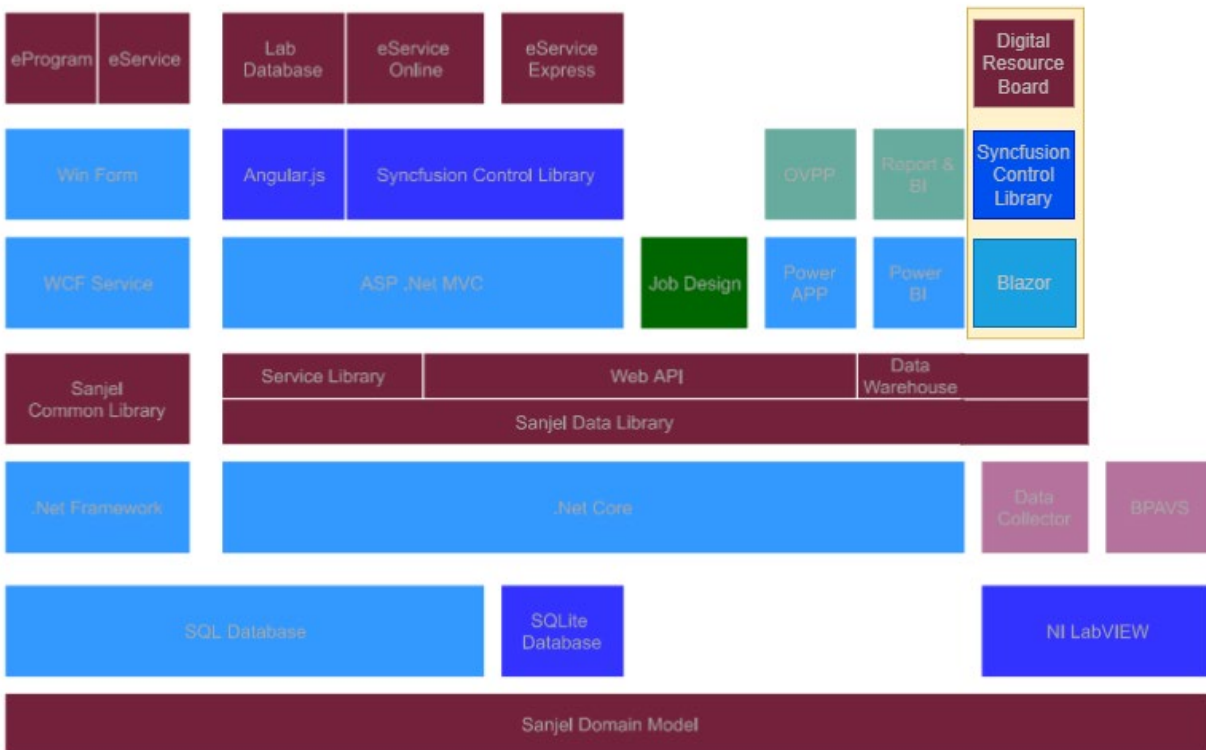 eProgram
eService
Lab
Database
eService
Online
eService
Express
Digital
Resource
Board
Win Form
Angular.js
Syncfusion Control Library
OVPP
Report &
BI
Syncfusion
Control
Library
WCF Service
ASP .Net MVC
Job Design
Power
APP
Power
BI
Blazor
Sanjel
Common Library
Service Library
Web API
Data
Warehouse
Sanjel Data Library
.Net Framework
.Net Core
Data
Collector
BPAVS
SQL Database
SQLite
Database
NI LabVIEW
Sanjel Domain Model